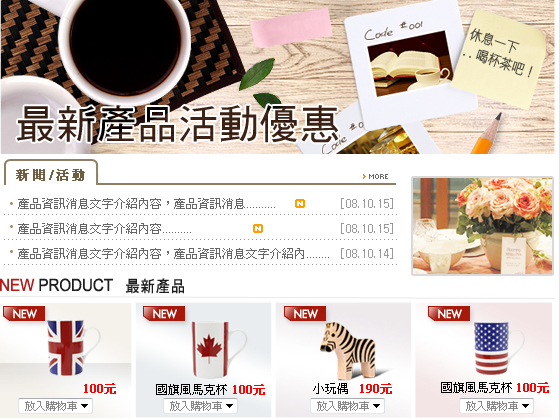 Code #001
休息一下
..喝杯茶吧！
Code #0
最新產品活動優惠
新聞/活動
MORE
產品資訊消息文字介紹內容，產品資訊消息.......... N [08.10.15]
產品資訊消息文字介紹內容.......... N [08.10.15]
產品資訊消息文字介紹內容，產品資訊消息文字介紹內........ [08.10.14]
NEW PRODUCT 最新產品
NEW NEW NEW NEW
100元 國旗風馬克杯 100元 小玩偶 190元 國旗風馬克杯 100元
放入購物車 放入購物車 放入購物車 放入購物車